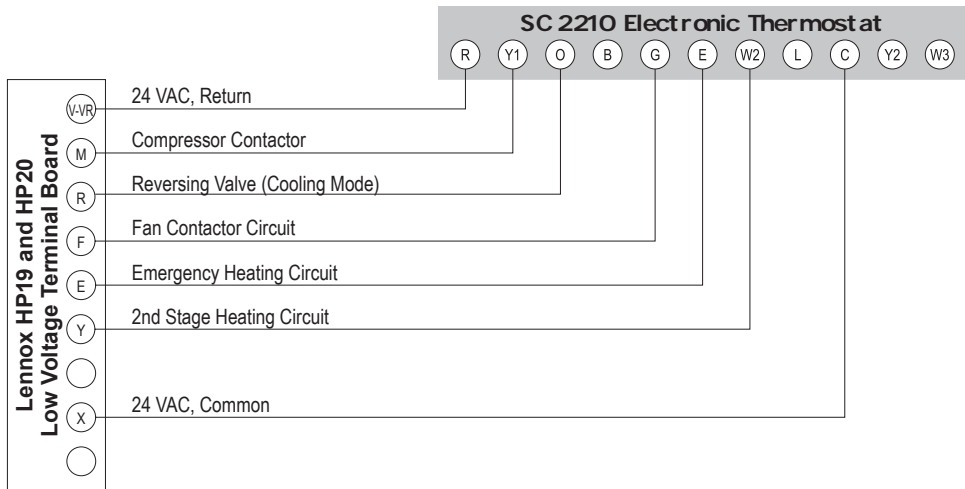 SC 2210 Electronic Thermostat
R Y1 O B G E W2 L C Y2 W3
Lennox HP19 and HP20
Low Voltage Terminal Board
V-VR 24 VAC, Return
M Compressor Contactor
R Reversing Valve (Cooling Mode)
F Fan Contactor Circuit
E Emergency Heating Circuit
Y 2nd Stage Heating Circuit
X 24 VAC, Common